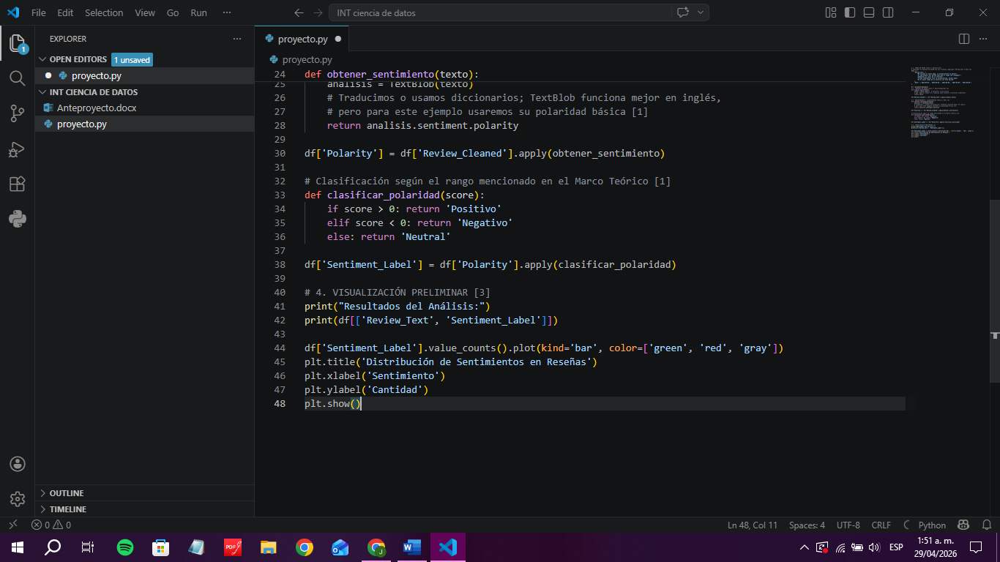 File Edit Selection View Go Run ···
INT ciencia de datos
EXPLORER
OPEN EDITORS 1 unsaved
proyecto.py
INT CIENCIA DE DATOS
Anteproyecto.docx
proyecto.py
OUTLINE
TIMELINE
1
proyecto.py
proyecto.py
24 def obtener_sentimiento(texto):
25 analisis = TextBlob(texto)
26 # Traducimos o usamos diccionarios; TextBlob funciona mejor en inglés,
27 # pero para este ejemplo usaremos su polaridad básica [1]
28 return analisis.sentiment.polarity
29
30 df['Polarity'] = df['Review_Cleaned'].apply(obtener_sentimiento)
31
32 # Clasificación según el rango mencionado en el Marco Teórico [1]
33 def clasificar_polaridad(score):
34 if score > 0: return 'Positivo'
35 elif score < 0: return 'Negativo'
36 else: return 'Neutral'
37
38 df['Sentiment_Label'] = df['Polarity'].apply(clasificar_polaridad)
39
40 # 4. VISUALIZACIÓN PRELIMINAR [3]
41 print("Resultados del Análisis:")
42 print(df[['Review_Text', 'Sentiment_Label']])
43
44 df['Sentiment_Label'].value_counts().plot(kind='bar', color=['green', 'red', 'gray'])
45 plt.title('Distribución de Sentimientos en Reseñas')
46 plt.xlabel('Sentimiento')
47 plt.ylabel('Cantidad')
48 plt.show()
0 0
Ln 48, Col 11 Spaces: 4 UTF-8 CRLF Python
PDF
J
W
ESP
1:51 a. m.
29/04/2026